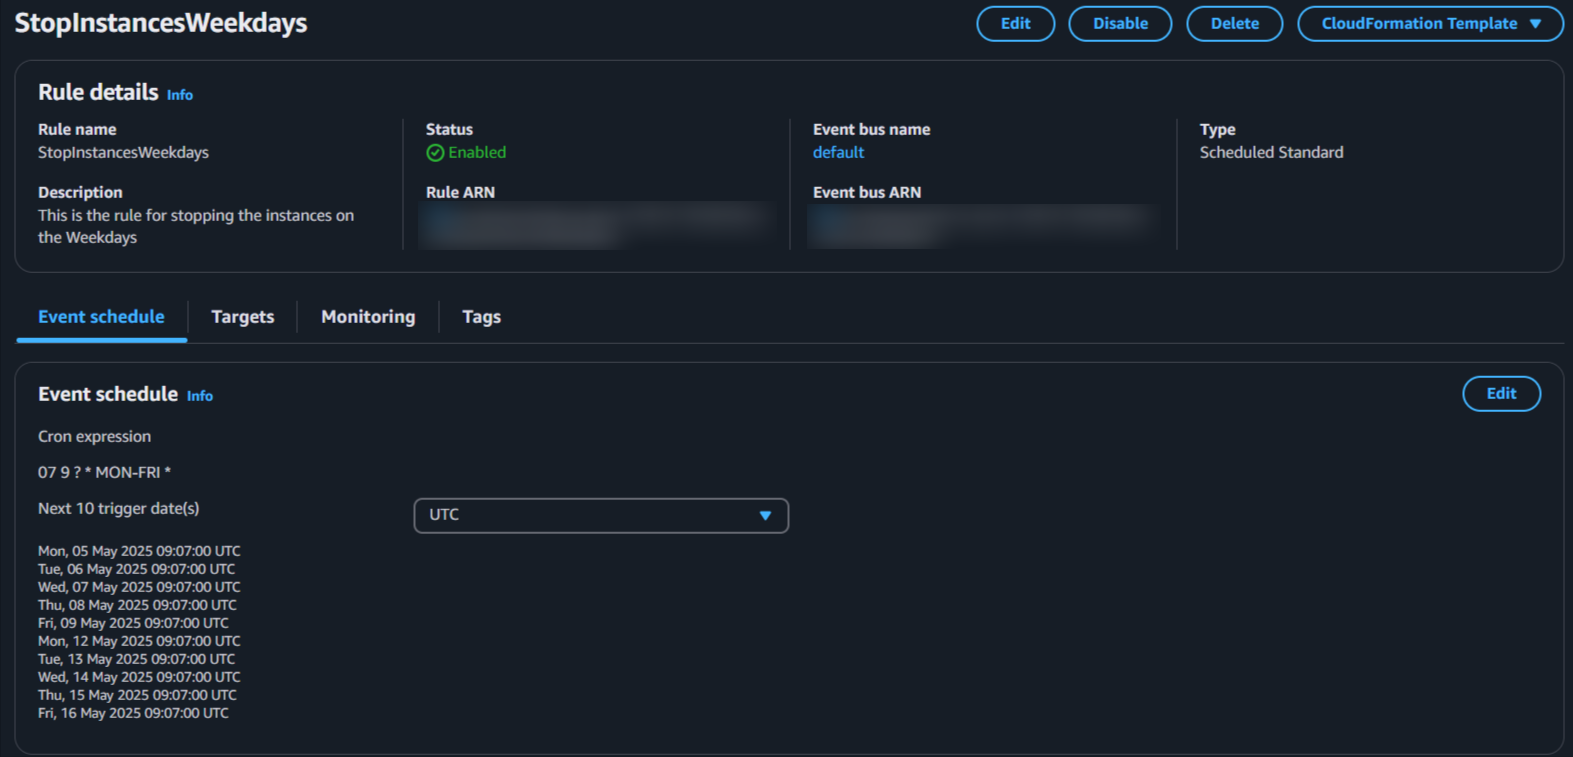 StopInstancesWeekdays
Edit
Disable
Delete
CloudFormation Template
Rule details Info
Rule name
StopInstancesWeekdays
Status
Enabled
Event bus name
default
Type
Scheduled Standard
Description
This is the rule for stopping the instances on
the Weekdays
Rule ARN
Event bus ARN
Event schedule
Targets
Monitoring
Tags
Event schedule Info
Edit
Cron expression
07 9 ? * MON-FRI *
Next 10 trigger date(s)
UTC
Mon, 05 May 2025 09:07:00 UTC
Tue, 06 May 2025 09:07:00 UTC
Wed, 07 May 2025 09:07:00 UTC
Thu, 08 May 2025 09:07:00 UTC
Fri, 09 May 2025 09:07:00 UTC
Mon, 12 May 2025 09:07:00 UTC
Tue, 13 May 2025 09:07:00 UTC
Wed, 14 May 2025 09:07:00 UTC
Thu, 15 May 2025 09:07:00 UTC
Fri, 16 May 2025 09:07:00 UTC